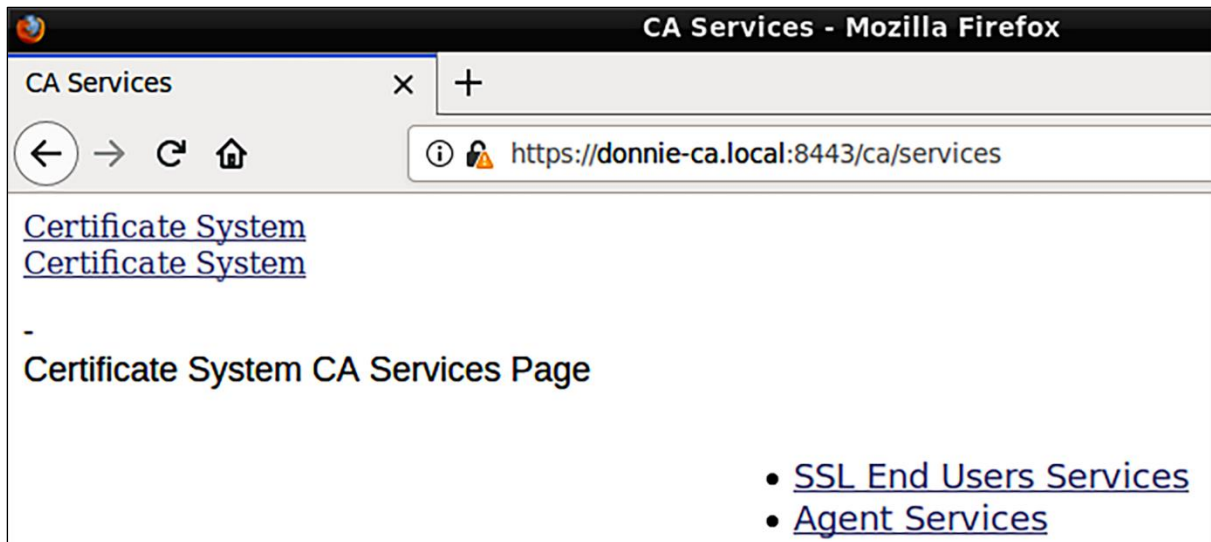 CA Services - Mozilla Firefox
CA Services
https://donnie-ca.local:8443/ca/services
Certificate System
Certificate System
-
Certificate System CA Services Page
• SSL End Users Services
• Agent Services